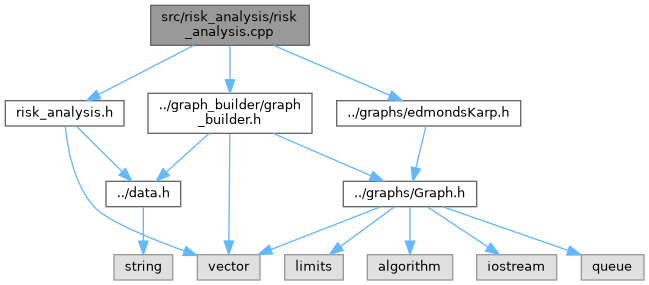 src/risk_analysis/risk
_analysis.cpp
risk_analysis.h
../graph_builder/graph
_builder.h
../graphs/edmondsKarp.h
../data.h
../graphs/Graph.h
string
vector
limits
algorithm
iostream
queue